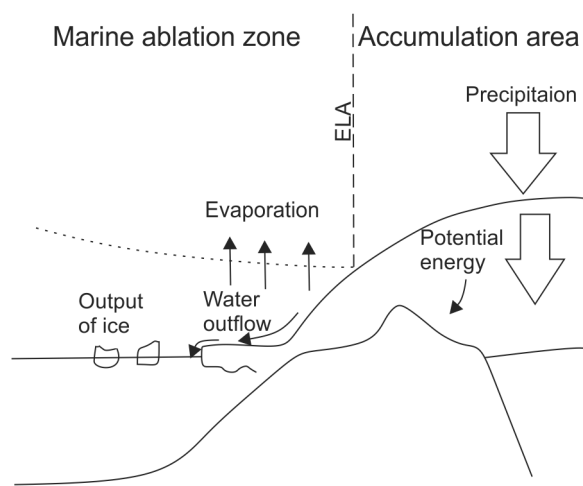 Marine ablation zone
Accumulation area
Precipitaion
ELA
Evaporation
Potential
energy
Output
of ice
Water
outflow